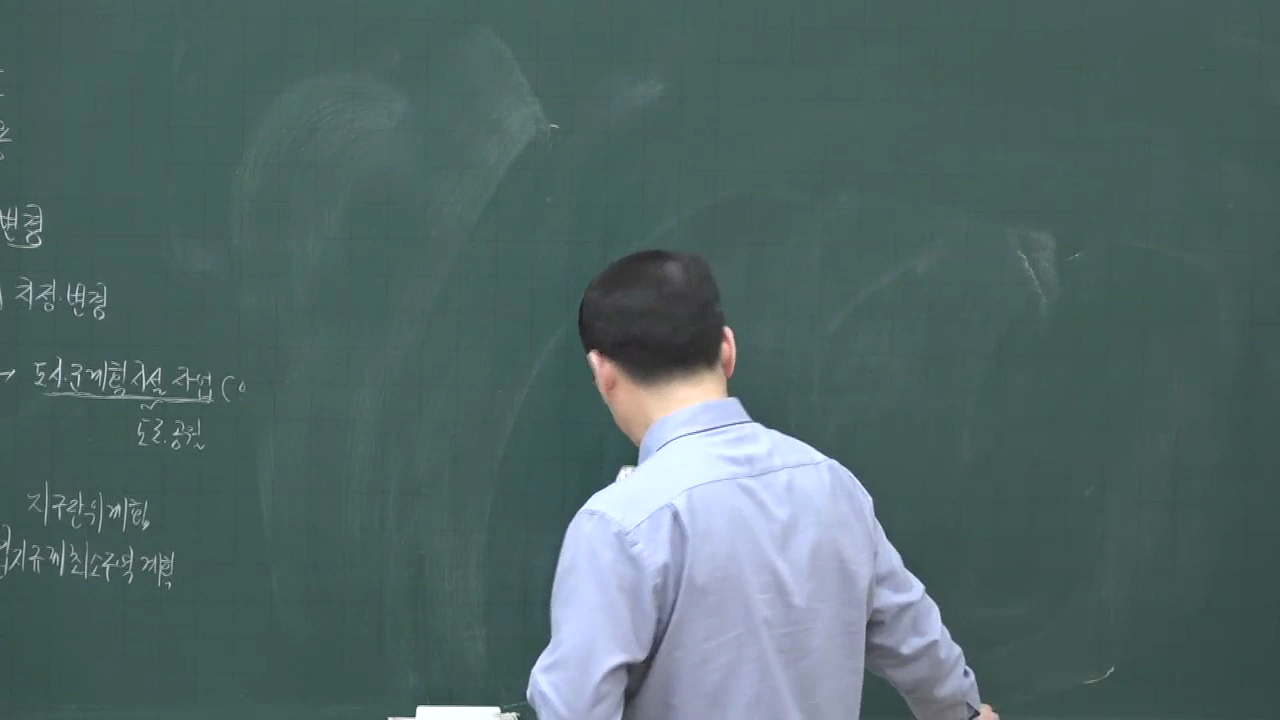 변경
지정·변경
→ 도시·군계획시설 사업 (
도로.공원
지구단위계획
입지규제최소구역계획